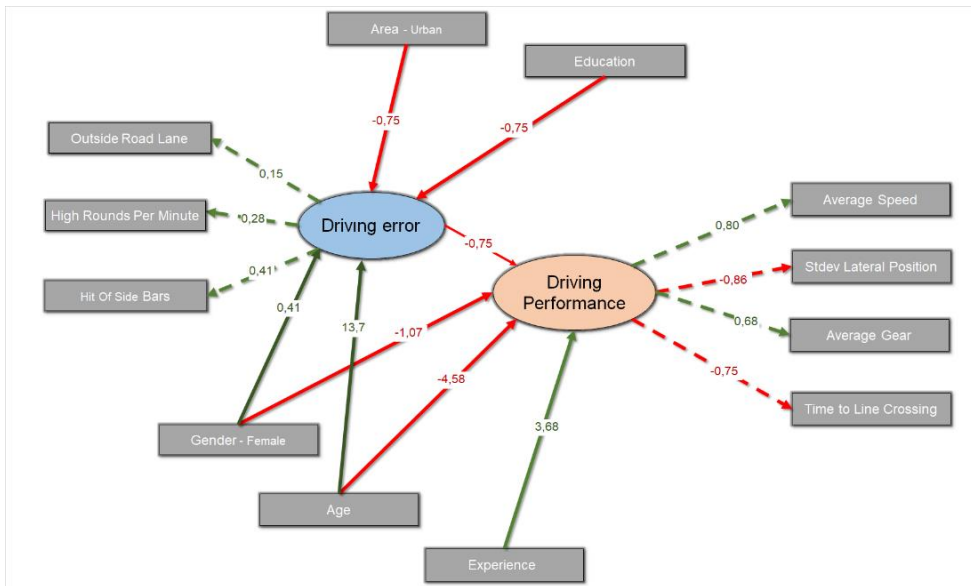 Area - Urban
Education
-0,75
-0,75
Outside Road Lane
0,15
High Rounds Per Minute
0,28
Driving error
Hit Of Side Bars
0,41
0,41
13,7
-0,75
Driving
Performance
0,80
Average Speed
-0,86
Stdev Lateral Position
0,68
Average Gear
-0,75
Time to Line Crossing
-1,07
-4,58
3,68
Gender - Female
Age
Experience